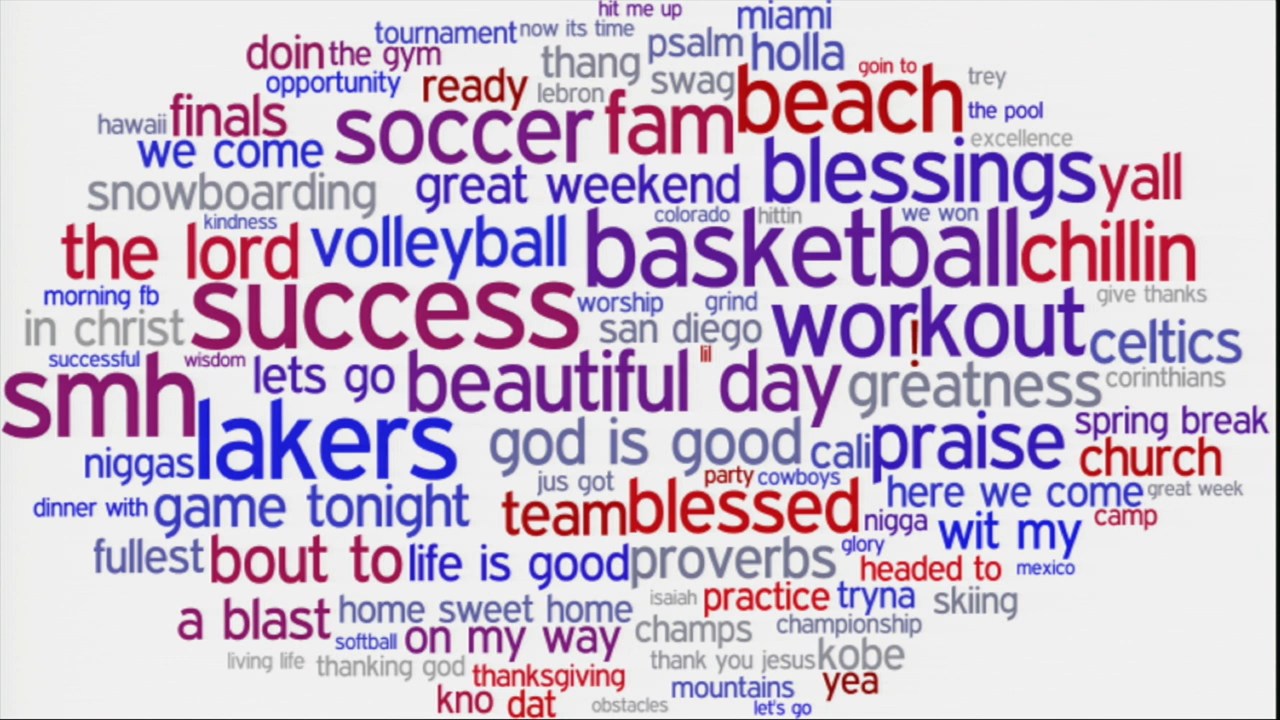 hit me up
miami
tournament now its time
psalm holla
doin the gym
thang
goin to
opportunity
ready
lebron
swag
beach
trey
hawaii finals
soccer fam
the pool
we come
excellence
snowboarding
great weekend
blessings yall
kindness
colorado
hittin
we won
the lord
volleyball
basketball chillin
morning fb
success
worship
grind
give thanks
in christ
san diego
workout
!
celtics
successful
wisdom
lil
smh
lets go
beautiful day
greatness
corinthians
lakers
god is good
cali
praise
spring break
niggas
church
jus got
party
cowboys
dinner with
game tonight
team
blessed
here we come
great week
nigga
wit my
camp
fullest
bout to
life is good
proverbs
glory
headed to
mexico
a blast
home sweet home
isaiah
practice
tryna
skiing
softball
on my way
champs
championship
living life
thanking god
thanksgiving
thank you jesus
kobe
kno
dat
obstacles
mountains
yea
let's go